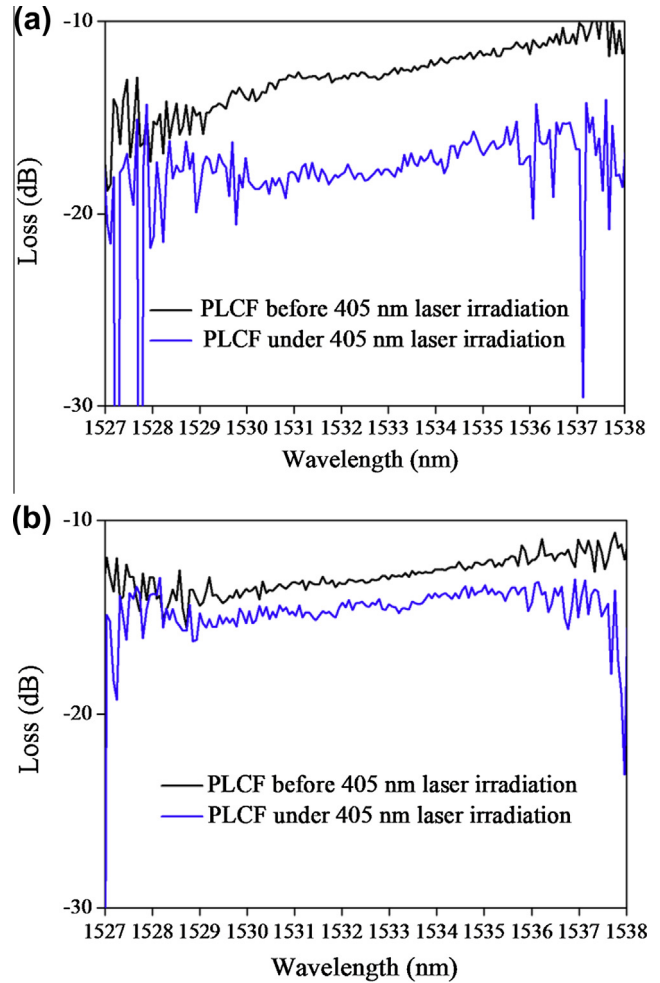 (a)
-10
-20
-30
Loss (dB)
PLCF before 405 nm laser irradiation
PLCF under 405 nm laser irradiation
1527 1528 1529 1530 1531 1532 1533 1534 1535 1536 1537 1538
Wavelength (nm)
(b)
-10
-20
-30
Loss (dB)
PLCF before 405 nm laser irradiation
PLCF under 405 nm laser irradiation
1527 1528 1529 1530 1531 1532 1533 1534 1535 1536 1537 1538
Wavelength (nm)